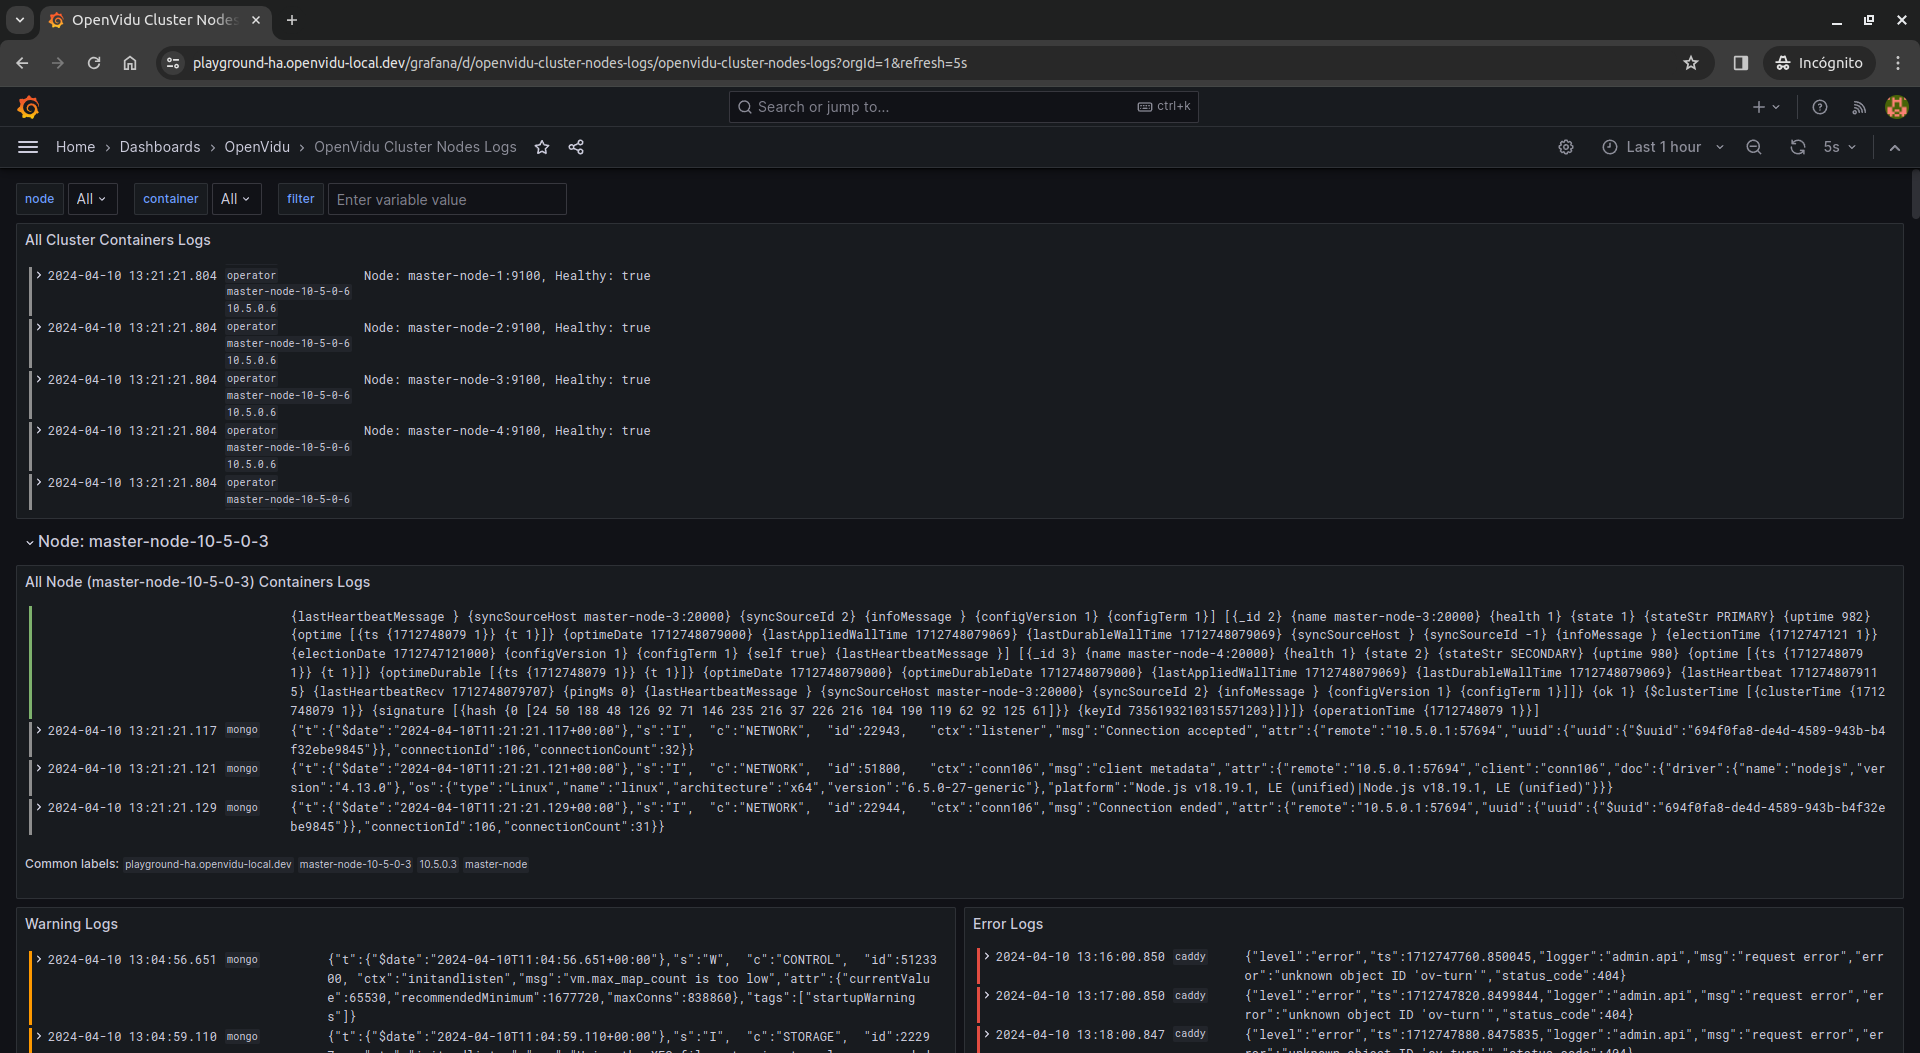 OpenVidu Cluster Nodes
playground-ha.openvidu-local.dev/grafana/d/openvidu-cluster-nodes-logs/openvidu-cluster-nodes-logs?orgId=1&refresh=5s
Incógnito
Search or jump to...
ctrl+k
Home › Dashboards › OpenVidu › OpenVidu Cluster Nodes Logs
Last 1 hour
5s
node All container All filter Enter variable value
All Cluster Containers Logs
2024-04-10 13:21:21.804 operator Node: master-node-1:9100, Healthy: true
master-node-10-5-0-6
10.5.0.6
2024-04-10 13:21:21.804 operator Node: master-node-2:9100, Healthy: true
master-node-10-5-0-6
10.5.0.6
2024-04-10 13:21:21.804 operator Node: master-node-3:9100, Healthy: true
master-node-10-5-0-6
10.5.0.6
2024-04-10 13:21:21.804 operator Node: master-node-4:9100, Healthy: true
master-node-10-5-0-6
10.5.0.6
2024-04-10 13:21:21.804 operator
master-node-10-5-0-6
Node: master-node-10-5-0-3
All Node (master-node-10-5-0-3) Containers Logs
{lastHeartbeatMessage } {syncSourceHost master-node-3:20000} {syncSourceId 2} {infoMessage } {configVersion 1} {configTerm 1}] [{_id 2} {name master-node-3:20000} {health 1} {state 1} {stateStr PRIMARY} {uptime 982}
{optime [{ts {1712748079 1}} {t 1}]} {optimeDate 1712748079000} {lastAppliedWallTime 1712748079069} {lastDurableWallTime 1712748079069} {syncSourceHost } {syncSourceId -1} {infoMessage } {electionTime {1712747121 1}}
{electionDate 1712747121000} {configVersion 1} {configTerm 1} {self true} {lastHeartbeatMessage }] [{_id 3} {name master-node-4:20000} {health 1} {state 2} {stateStr SECONDARY} {uptime 980} {optime [{ts {1712748079
1}} {t 1}]} {optimeDurable [{ts {1712748079 1}} {t 1}]} {optimeDate 1712748079000} {optimeDurableDate 1712748079000} {lastAppliedWallTime 1712748079069} {lastDurableWallTime 1712748079069} {lastHeartbeat 171274807911
5} {lastHeartbeatRecv 1712748079707} {pingMs 0} {lastHeartbeatMessage } {syncSourceHost master-node-3:20000} {syncSourceId 2} {infoMessage } {configVersion 1} {configTerm 1}]]} {ok 1} {$clusterTime [{clusterTime {1712
748079 1}} {signature [{hash {0 [24 50 188 48 126 92 71 146 235 216 37 226 216 104 190 119 62 92 125 61]}} {keyId 7356193210315571203}]}]} {operationTime {1712748079 1}}]
2024-04-10 13:21:21.117 mongo {"t":{"$date":"2024-04-10T11:21:21.117+00:00"},"s":"I", "c":"NETWORK", "id":22943, "ctx":"listener","msg":"Connection accepted","attr":{"remote":"10.5.0.1:57694","uuid":{"uuid":{"$uuid":"694f0fa8-de4d-4589-943b-b4
f32ebe9845"}},"connectionId":106,"connectionCount":32}}
2024-04-10 13:21:21.121 mongo {"t":{"$date":"2024-04-10T11:21:21.121+00:00"},"s":"I", "c":"NETWORK", "id":51800, "ctx":"conn106","msg":"client metadata","attr":{"remote":"10.5.0.1:57694","client":"conn106","doc":{"driver":{"name":"nodejs","ver
sion":"4.13.0"},"os":{"type":"Linux","name":"linux","architecture":"x64","version":"6.5.0-27-generic"},"platform":"Node.js v18.19.1, LE (unified)|Node.js v18.19.1, LE (unified)"}}}
2024-04-10 13:21:21.129 mongo {"t":{"$date":"2024-04-10T11:21:21.129+00:00"},"s":"I", "c":"NETWORK", "id":22944, "ctx":"conn106","msg":"Connection ended","attr":{"remote":"10.5.0.1:57694","uuid":{"uuid":{"$uuid":"694f0fa8-de4d-4589-943b-b4f32e
be9845"}},"connectionId":106,"connectionCount":31}}
Common labels: playground-ha.openvidu-local.dev master-node-10-5-0-3 10.5.0.3 master-node
Warning Logs
2024-04-10 13:04:56.651 mongo {"t":{"$date":"2024-04-10T11:04:56.651+00:00"},"s":"W", "c":"CONTROL", "id":51233
00, "ctx":"initandlisten","msg":"vm.max_map_count is too low","attr":{"currentValu
e":65530,"recommendedMinimum":1677720,"maxConns":838860},"tags":["startupWarning
s"]}
2024-04-10 13:04:59.110 mongo {"t":{"$date":"2024-04-10T11:04:59.110+00:00"},"s":"I", "c":"STORAGE", "id":2229
Error Logs
2024-04-10 13:16:00.850 caddy {"level":"error","ts":1712747760.850045,"logger":"admin.api","msg":"request error","err
or":"unknown object ID 'ov-turn'","status_code":404}
2024-04-10 13:17:00.850 caddy {"level":"error","ts":1712747820.8499844,"logger":"admin.api","msg":"request error","er
ror":"unknown object ID 'ov-turn'","status_code":404}
2024-04-10 13:18:00.847 caddy {"level":"error","ts":1712747880.8475835,"logger":"admin.api","msg":"request error","er
ror":"unknown object ID 'ov-turn'","status_code":404}